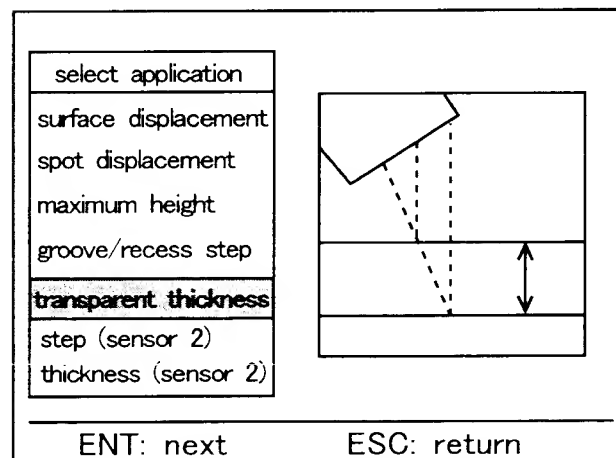 select application
surface displacement
spot displacement
maximum height
groove/recess step
transparent thickness
step (sensor 2)
thickness (sensor 2)
ENT: next ESC: return